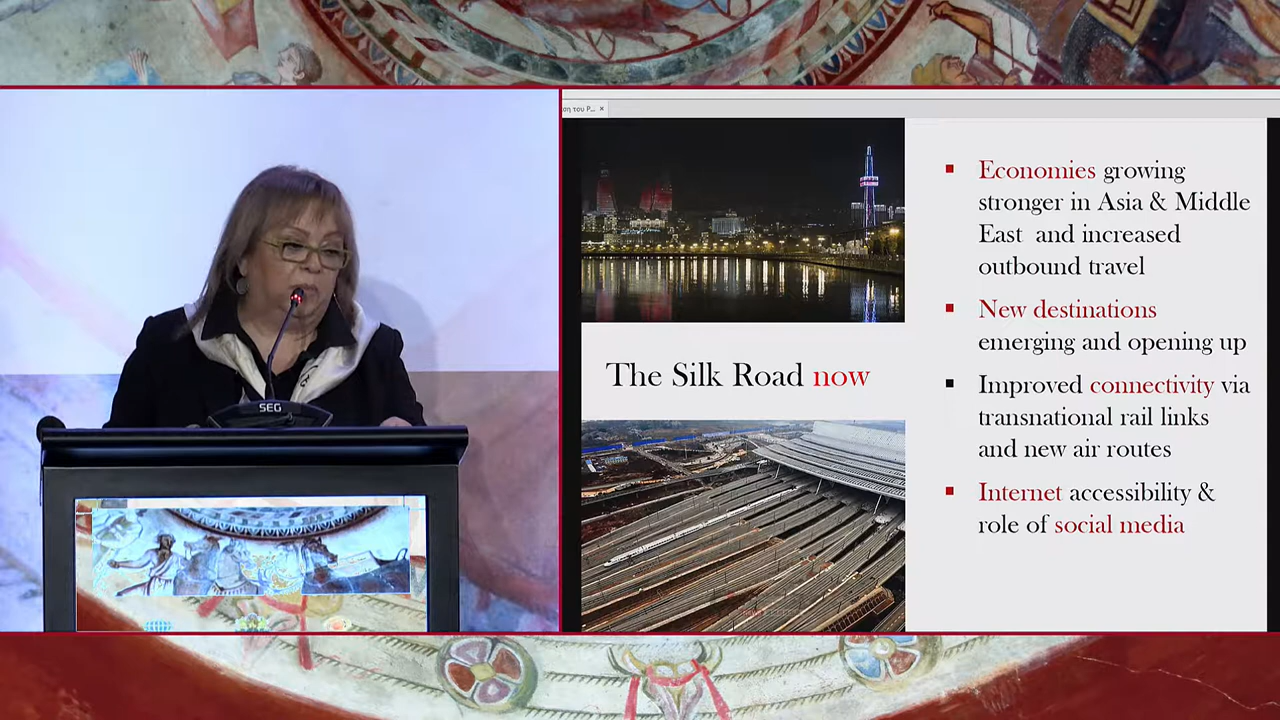 SEG
ση του P... ×
The Silk Road now
Economies growing
stronger in Asia & Middle
East and increased
outbound travel
New destinations
emerging and opening up
Improved connectivity via
transnational rail links
and new air routes
Internet accessibility &
role of social media